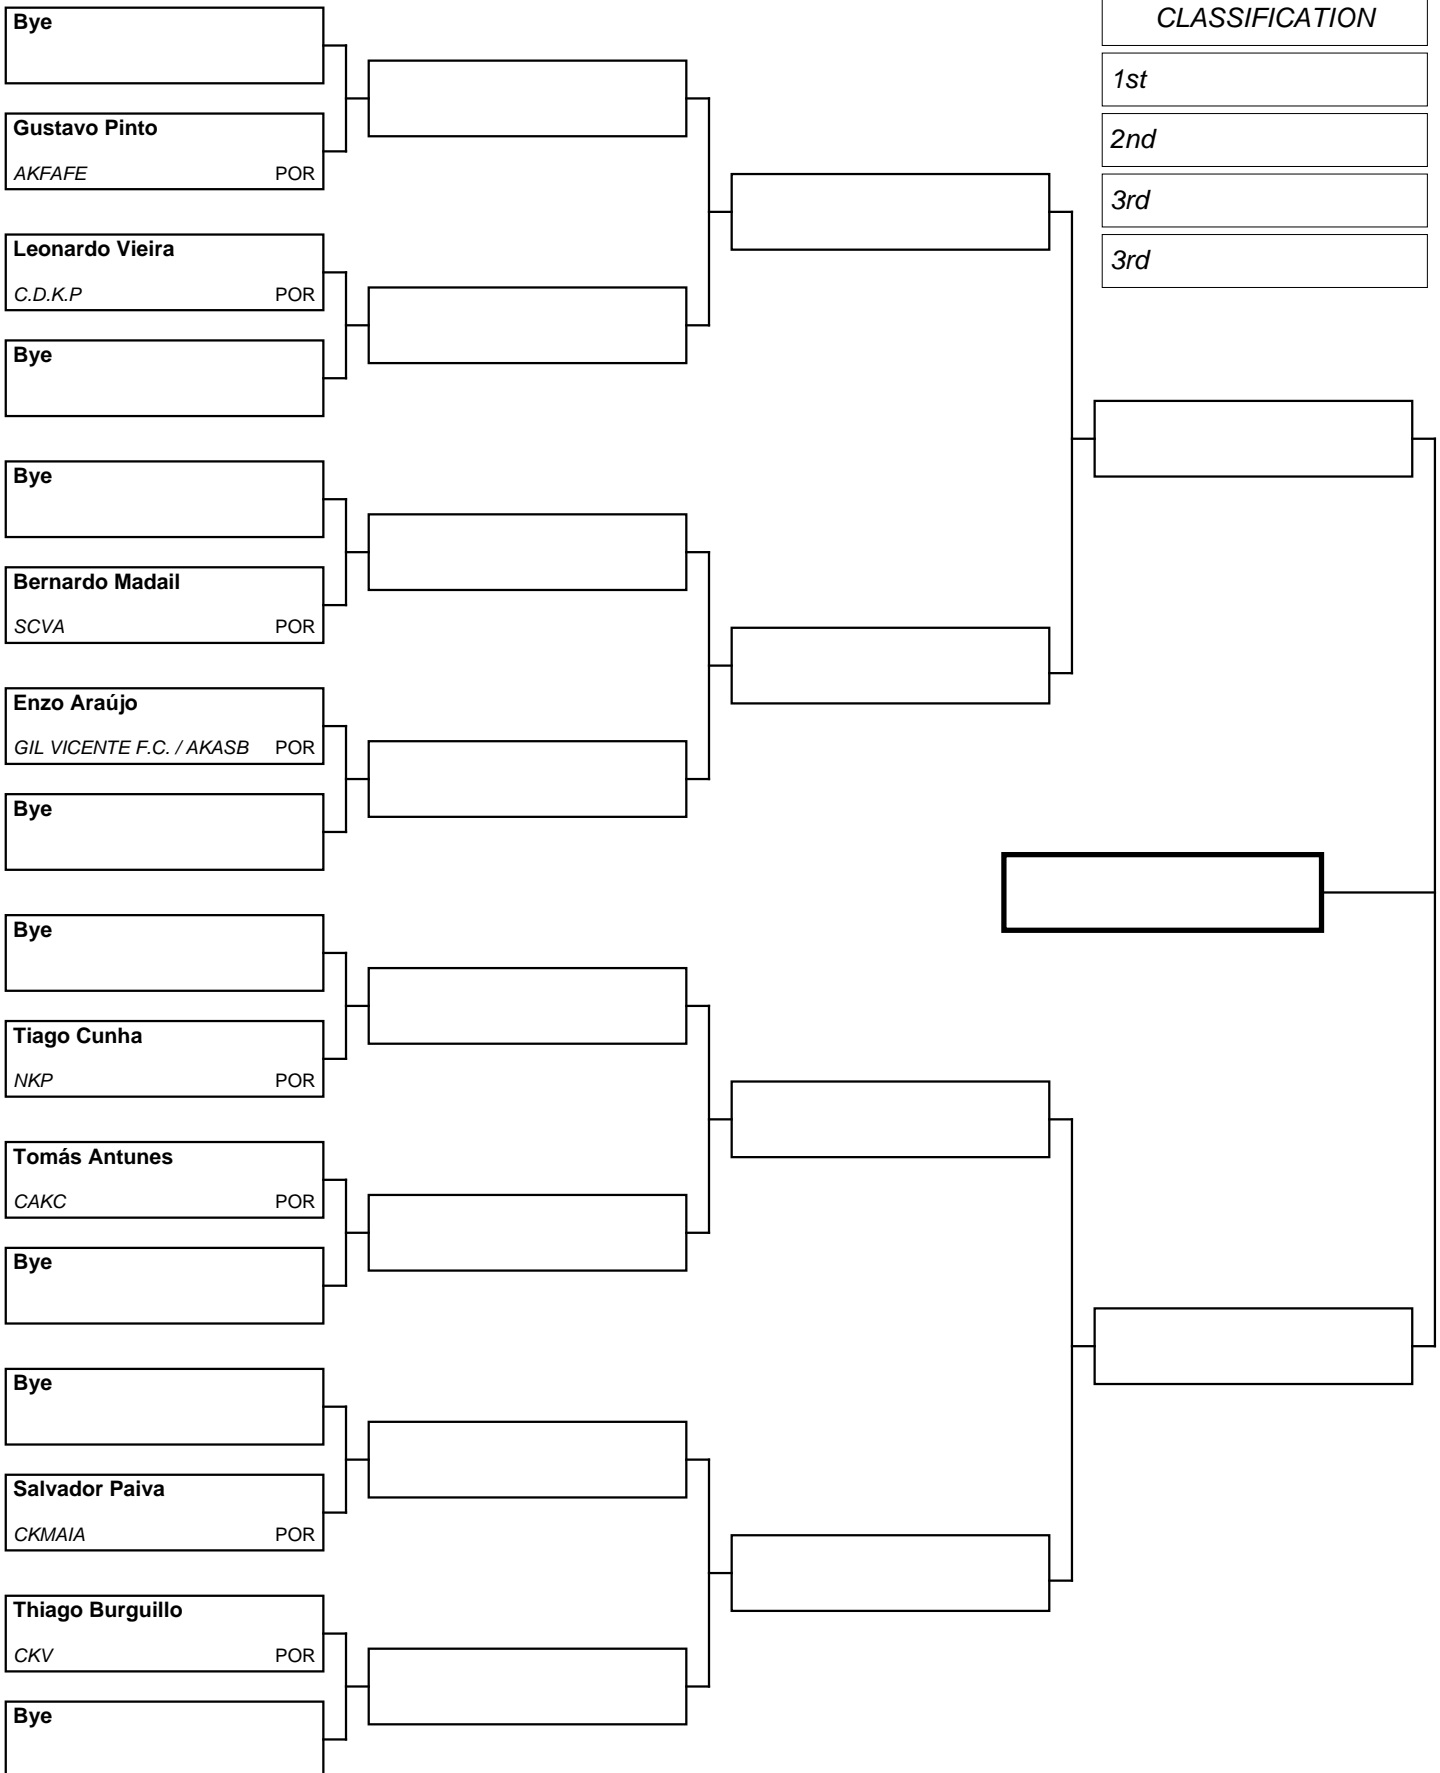 Bye
Gustavo Pinto
AKFAFE POR
Leonardo Vieira
C.D.K.P POR
Bye
Bye
Bernardo Madail
SCVA POR
Enzo Araújo
GIL VICENTE F.C. / AKASB POR
Bye
Bye
Tiago Cunha
NKP POR
Tomás Antunes
CAKC POR
Bye
Bye
Salvador Paiva
CKMAIA POR
Thiago Burguillo
CKV POR
Bye
CLASSIFICATION
1st
2nd
3rd
3rd